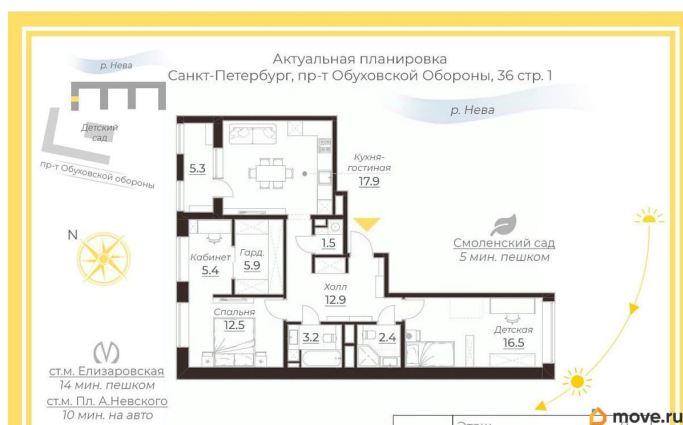 Актуальная планировка
Санкт-Петербург, пр-т Обуховской Обороны, 36 стр. 1
р. Нева
р. Нева
Детский
сад
пр-т Обуховской обороны
5.3
Кухня-
гостиная
17.9
N
1.5
Кабинет
5.4
Гард.
5.9
Смоленский сад
5 мин. пешком
Холл
12.9
Спальня
12.5
3.2
2.4
Детская
16.5
ст.м. Елизаровская
14 мин. пешком
ст.м. Пл. А.Невского
10 мин. на авто
move.ru